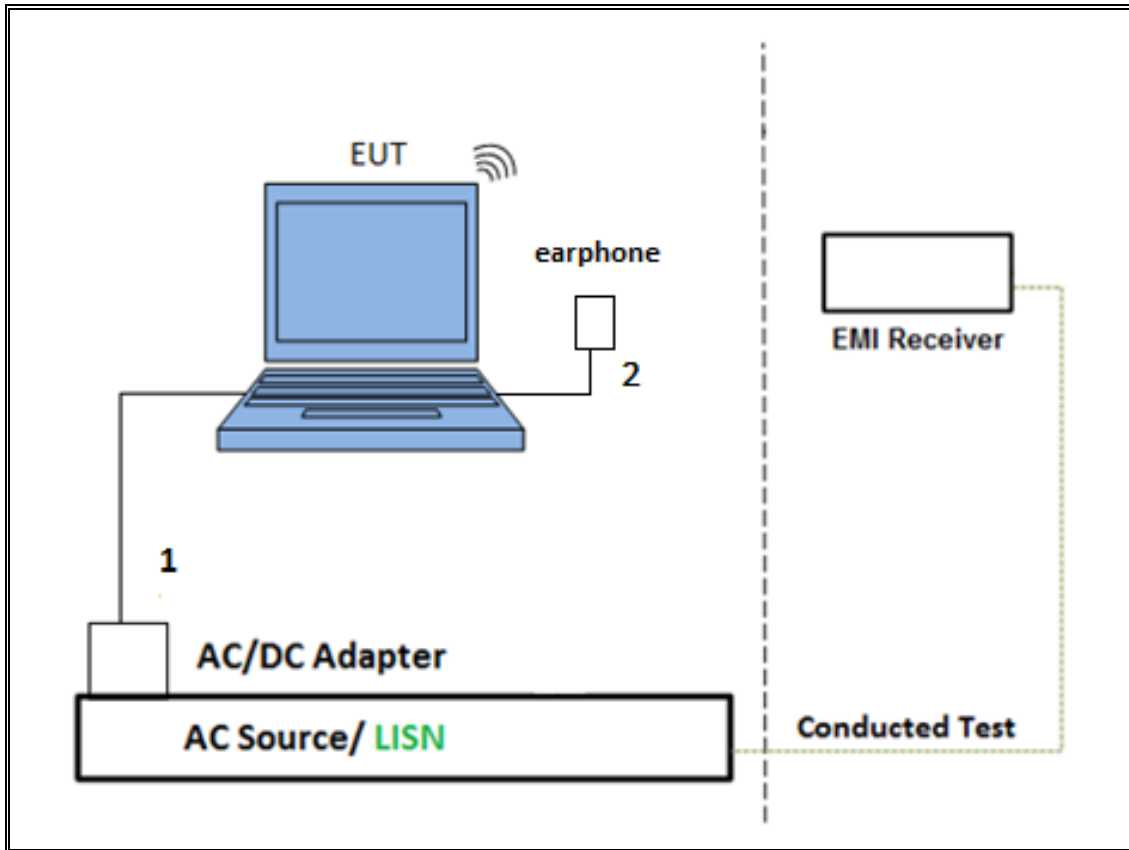 EUT
earphone
EMI Receiver
2
1
AC/DC Adapter
AC Source/ LISN
Conducted Test